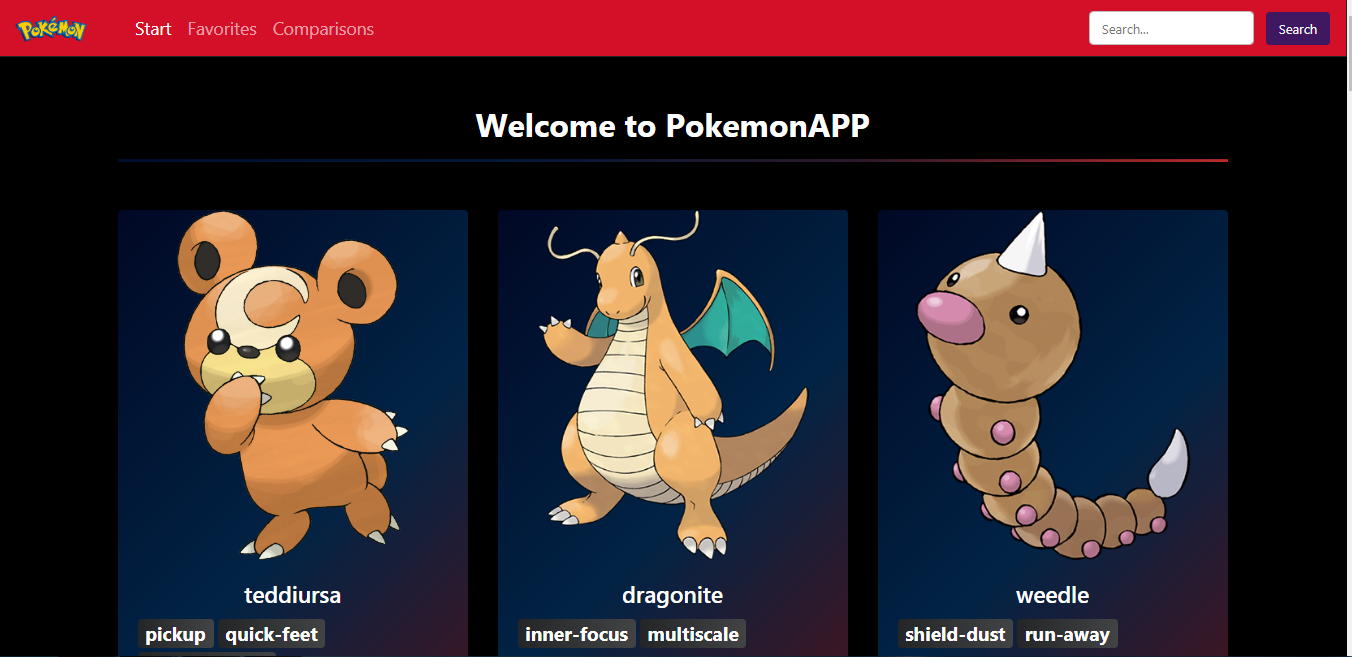 Pokémon Start Favorites Comparisons Search... Search
Welcome to PokemonAPP
teddiursa dragonite weedle
pickup quick-feet inner-focus multiscale shield-dust run-away